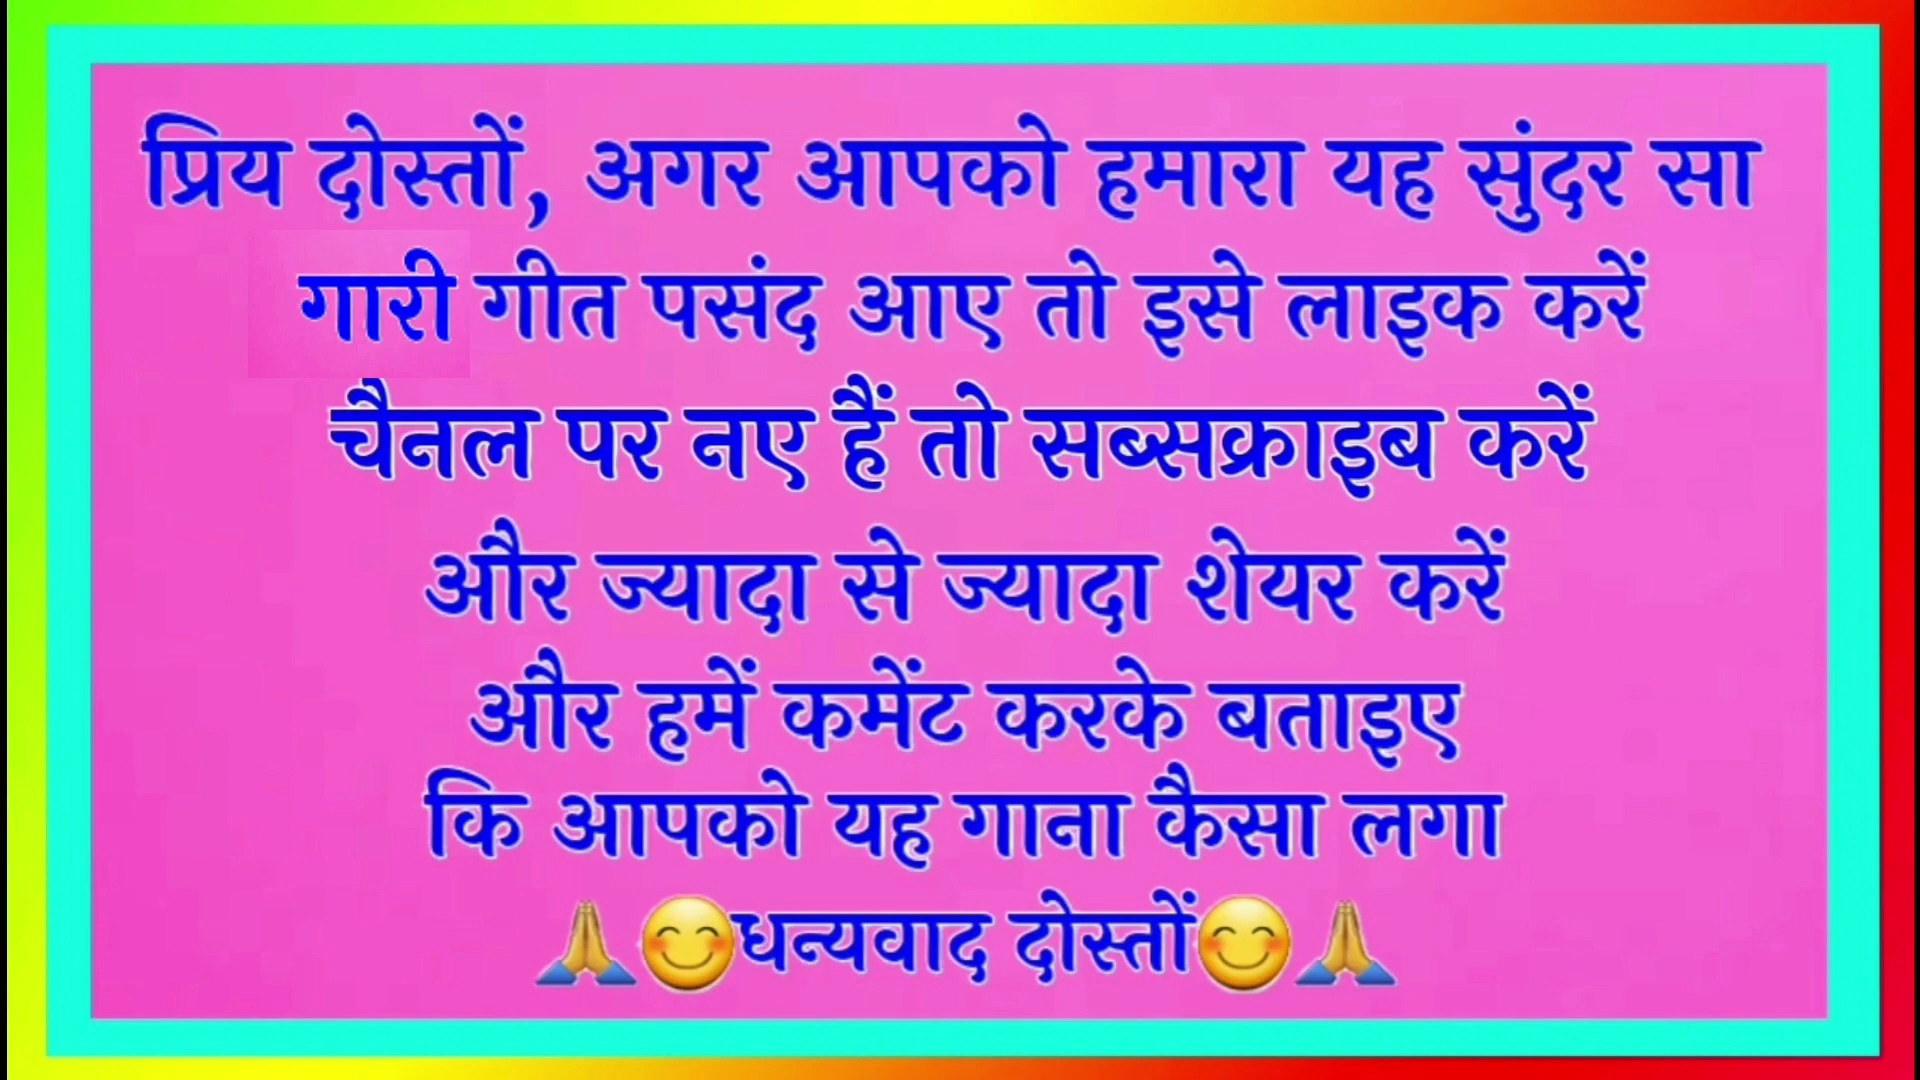 प्रिय दोस्तों, अगर आपको हमारा यह सुंदर सा
गारी गीत पसंद आए तो इसे लाइक करें
चैनल पर नए हैं तो सब्सक्राइब करें
और ज्यादा से ज्यादा शेयर करें
और हमें कमेंट करके बताइए
कि आपको यह गाना कैसा लगा
🙏😊धन्यवाद दोस्तों😊🙏